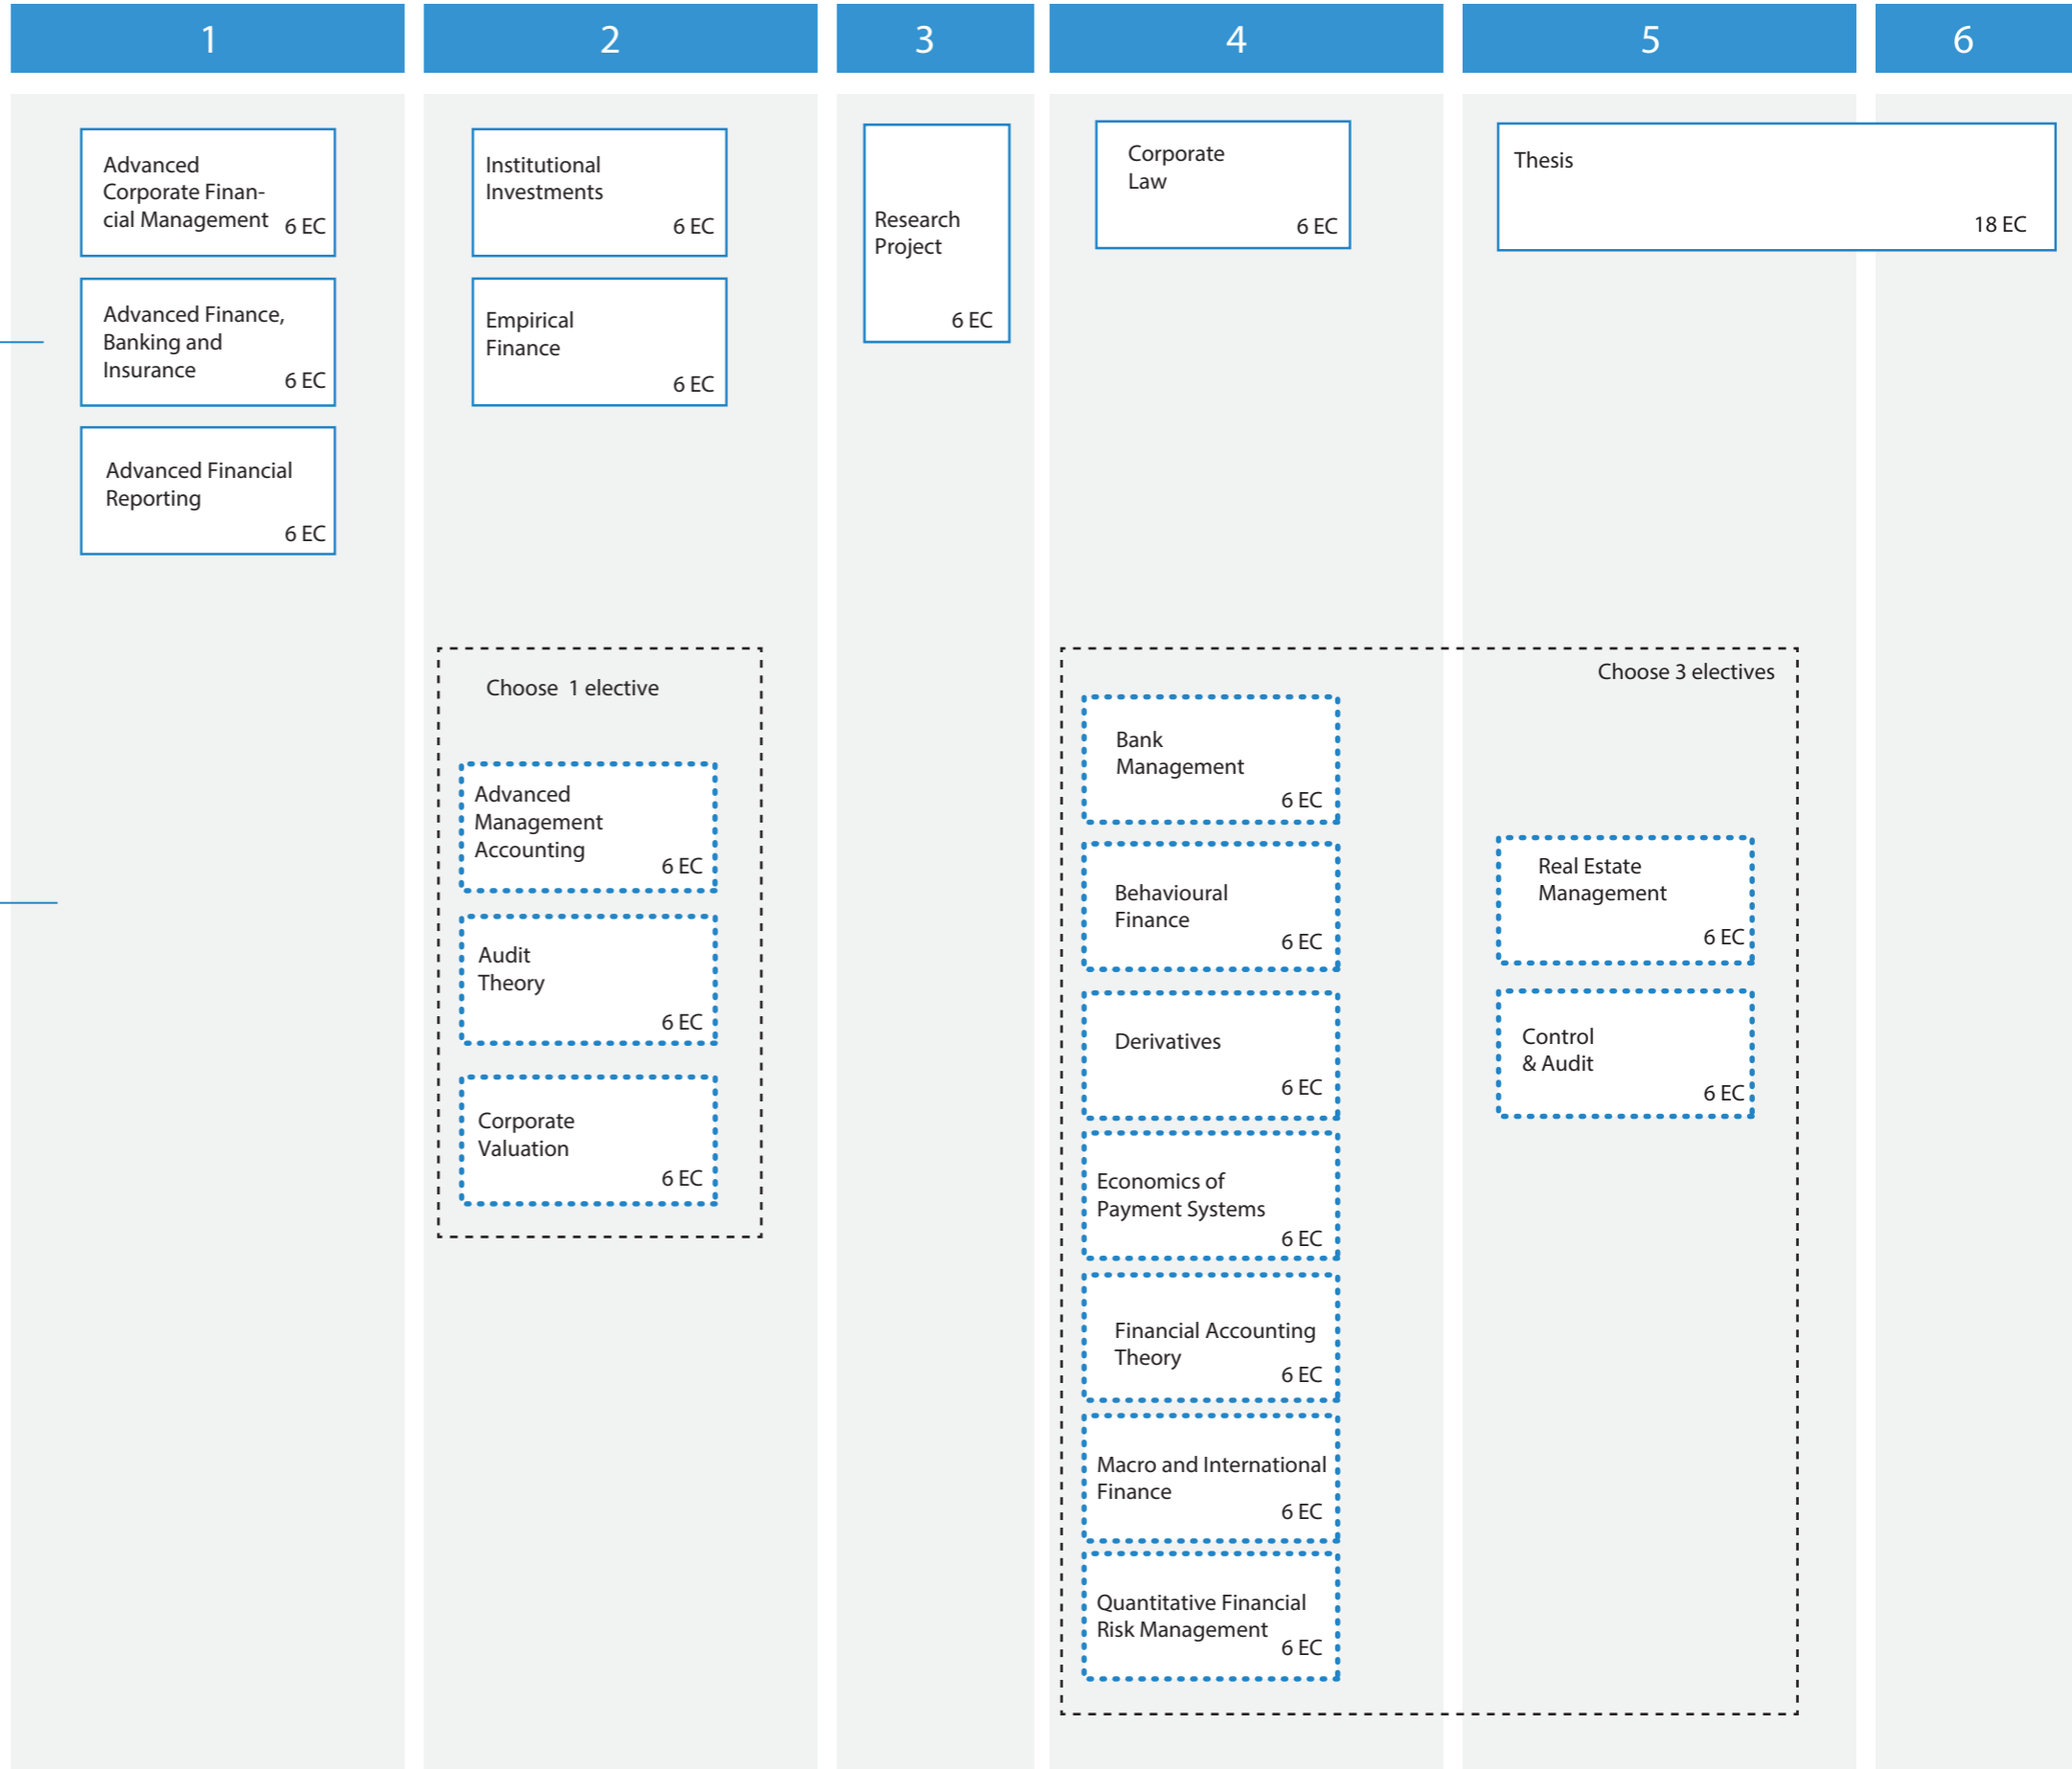 1
2
3
4
5
6
Advanced
Corporate Finan-
cial Management
6 EC
Advanced Finance,
Banking and
Insurance
6 EC
Advanced Financial
Reporting
6 EC
Institutional
Investments
6 EC
Empirical
Finance
6 EC
Choose 1 elective
Advanced
Management
Accounting
6 EC
Audit
Theory
6 EC
Corporate
Valuation
6 EC
Research
Project
6 EC
Corporate
Law
6 EC
Thesis
18 EC
Choose 3 electives
Bank
Management
6 EC
Behavioural
Finance
6 EC
Derivatives
6 EC
Economics of
Payment Systems
6 EC
Financial Accounting
Theory
6 EC
Macro and International
Finance
6 EC
Quantitative Financial
Risk Management
6 EC
Real Estate
Management
6 EC
Control
& Audit
6 EC